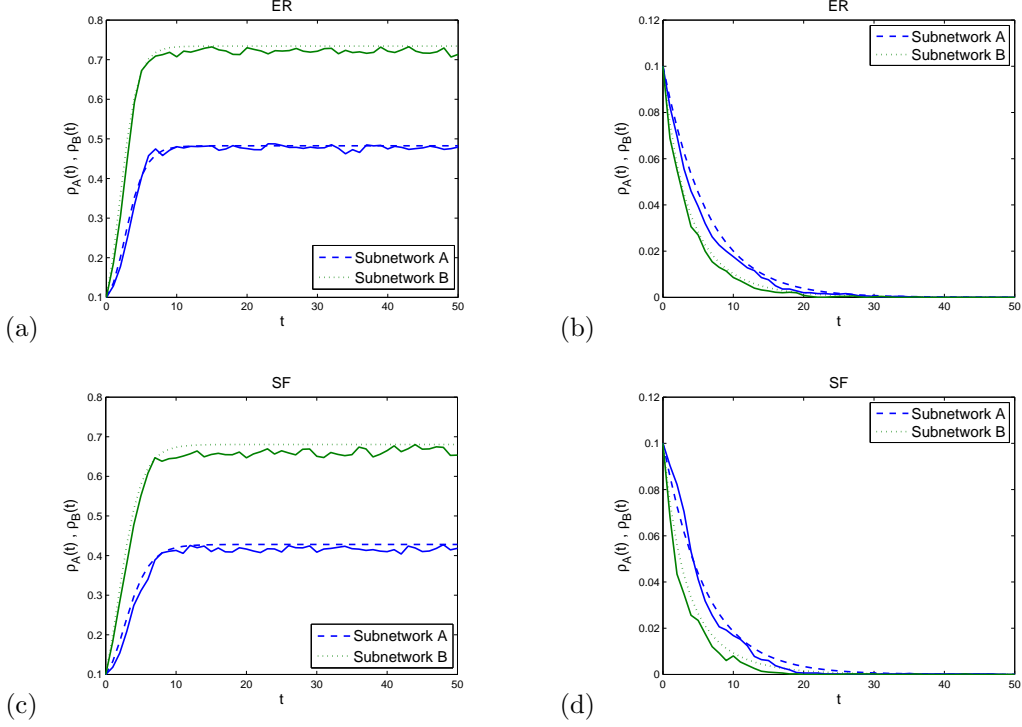 ER
0.8
0.7
0.6
0.5
0.4
0.3
0.2
0.1
0 10 20 30 40 50
t
ρA(t) , ρB(t)
Subnetwork A
Subnetwork B
(a)
ER
0.12
0.1
0.08
0.06
0.04
0.02
0
0 10 20 30 40 50
t
ρA(t) , ρB(t)
Subnetwork A
Subnetwork B
(b)
SF
0.8
0.7
0.6
0.5
0.4
0.3
0.2
0.1
0 10 20 30 40 50
t
ρA(t) , ρB(t)
Subnetwork A
Subnetwork B
(c)
SF
0.12
0.1
0.08
0.06
0.04
0.02
0
0 10 20 30 40 50
t
ρA(t) , ρB(t)
Subnetwork A
Subnetwork B
(d)